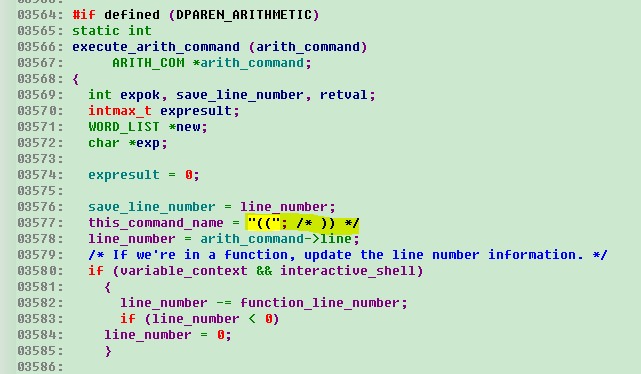 03564: #if defined (DPAREN_ARITHMETIC)
03565: static int
03566: execute_arith_command (arith_command)
03567:      ARITH_COM *arith_command;
03568: {
03569:   int expok, save_line_number, retval;
03570:   intmax_t expresult;
03571:   WORD_LIST *new;
03572:   char *exp;
03573:
03574:   expresult = 0;
03575:
03576:   save_line_number = line_number;
03577:   this_command_name = "(("; /* )) */
03578:   line_number = arith_command->line;
03579:   /* If we're in a function, update the line number information. */
03580:   if (variable_context && interactive_shell)
03581:     {
03582:       line_number -= function_line_number;
03583:       if (line_number < 0)
03584:     line_number = 0;
03585:     }
03586: